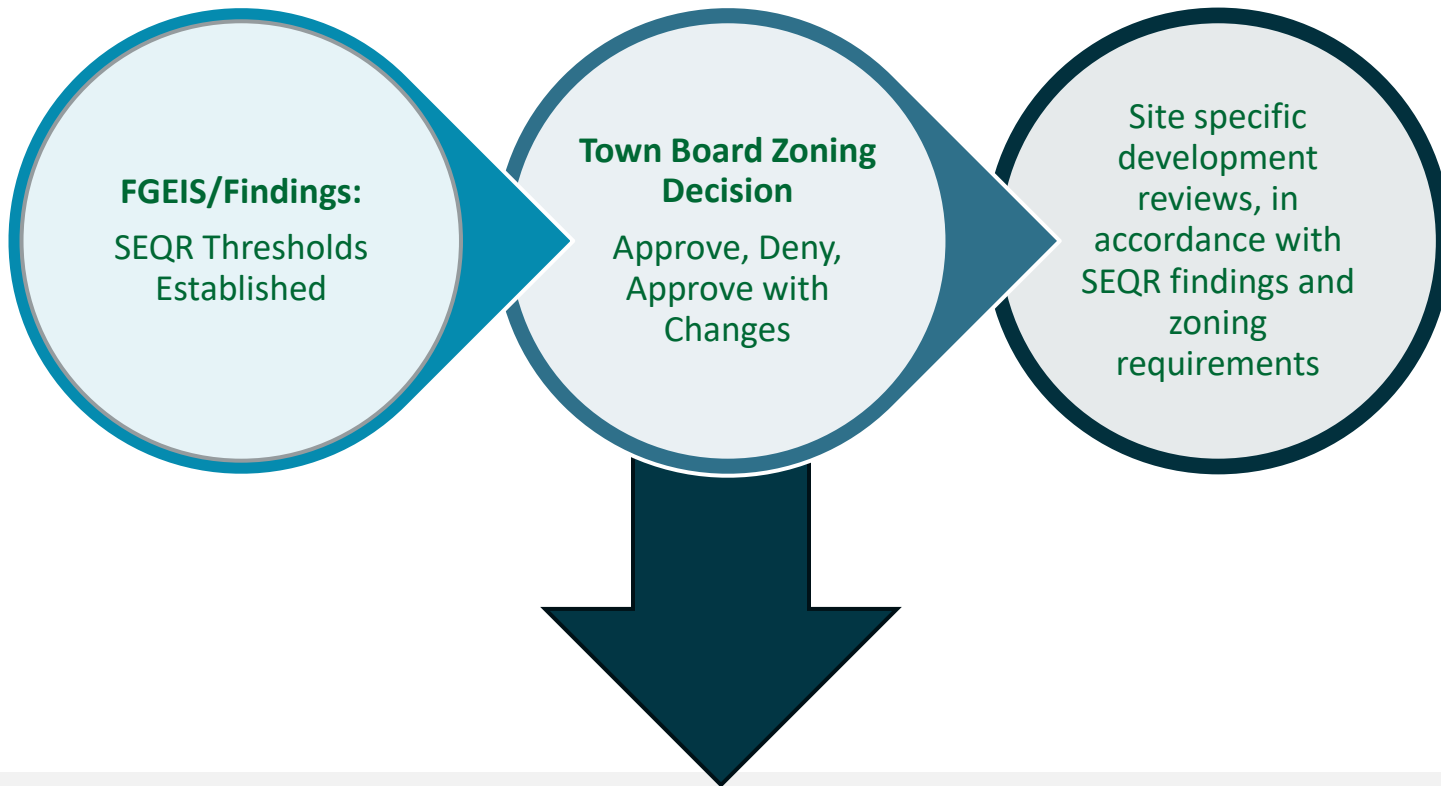 FGEIS/Findings:
SEQR Thresholds
Established
Town Board Zoning
Decision
Approve, Deny,
Approve with
Changes
Site specific
development
reviews, in
accordance with
SEQR findings and
zoning
requirements